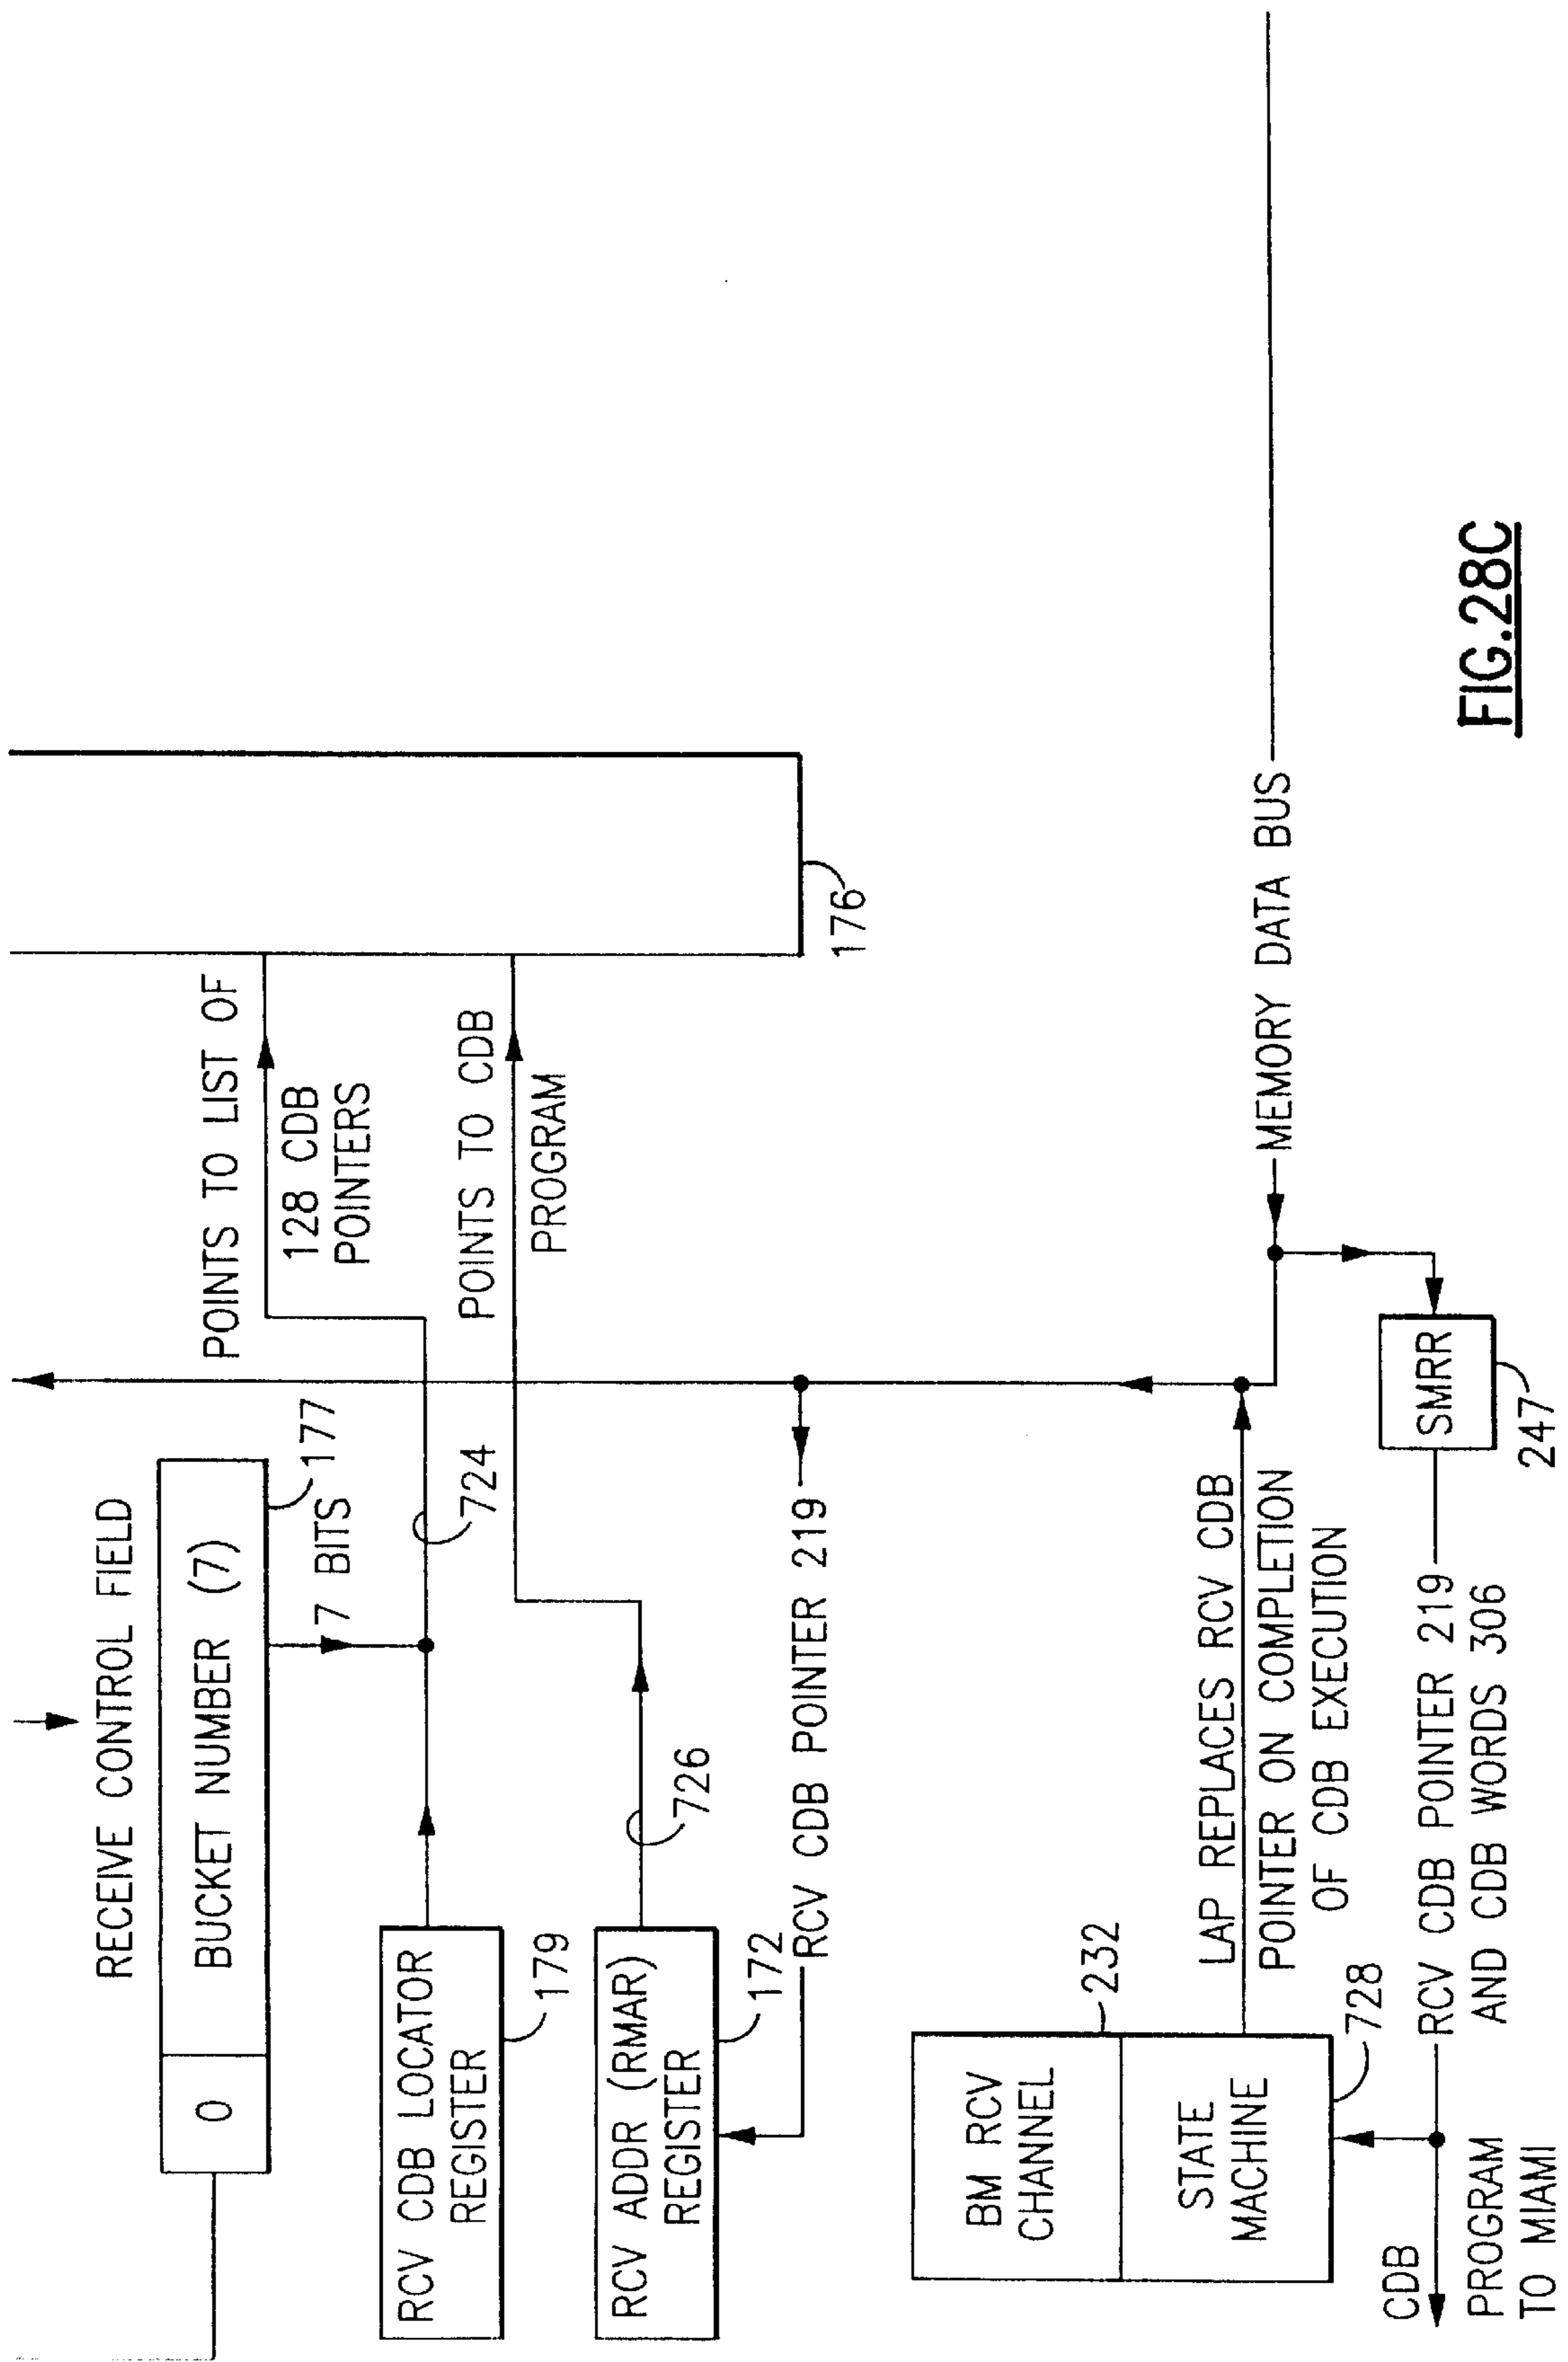 RECEIVE CONTROL FIELD
0
BUCKET NUMBER (7)
177
7 BITS
RCV CDB LOCATOR
REGISTER
179
724
POINTS TO LIST OF
128 CDB
POINTERS
RCV ADDR (RMAR)
REGISTER
172
726
POINTS TO CDB
PROGRAM
176
RCV CDB POINTER 219
BM RCV
CHANNEL
232
STATE
MACHINE
728
LAP REPLACES RCV CDB
POINTER ON COMPLETION
OF CDB EXECUTION
MEMORY DATA BUS
SMRR
247
RCV CDB POINTER 219
AND CDB WORDS 306
CDB
PROGRAM
TO MIAMI
FIG.28C